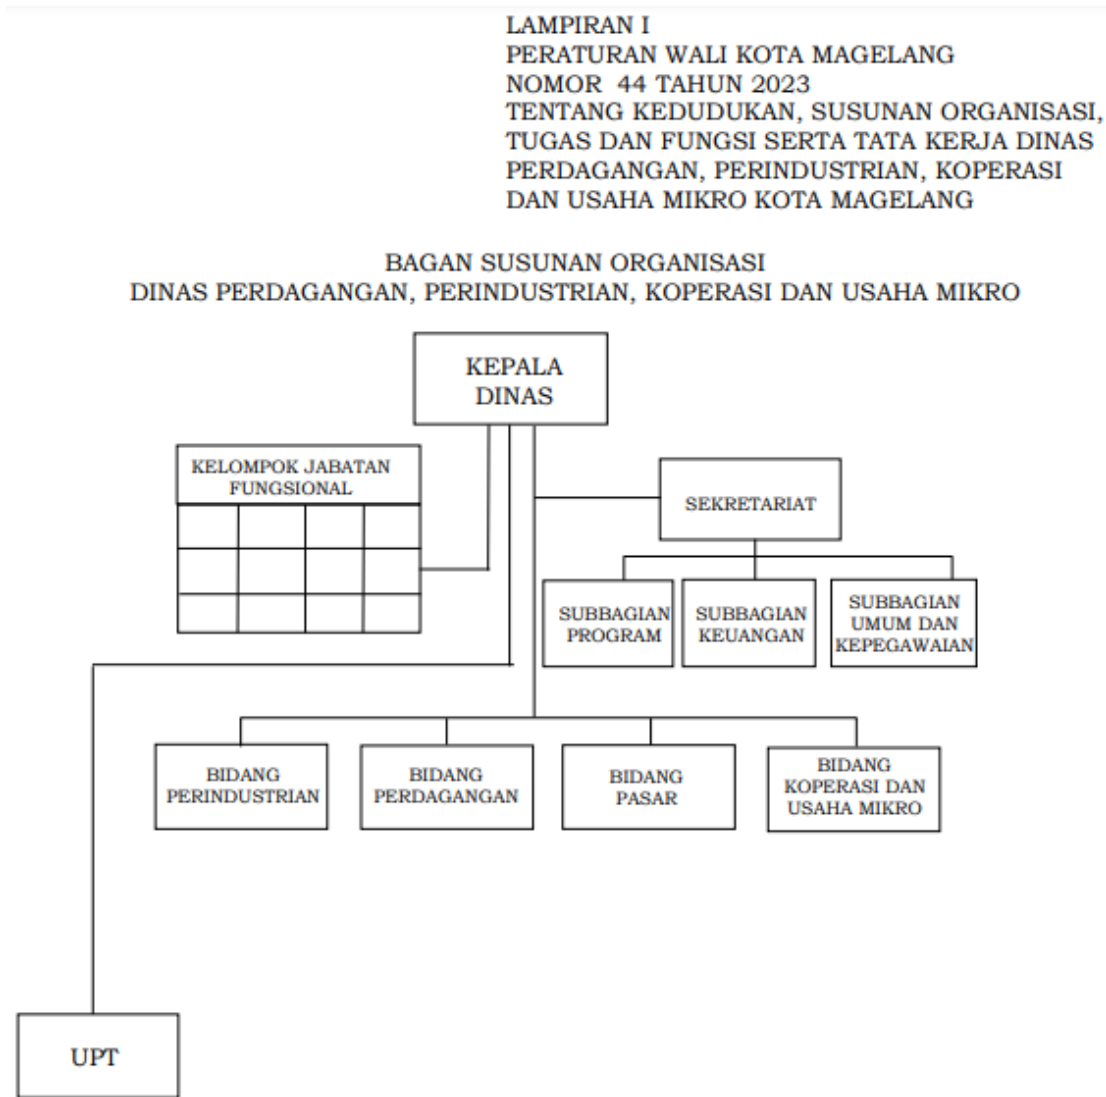 LAMPIRAN I
PERATURAN WALI KOTA MAGELANG
NOMOR 44 TAHUN 2023
TENTANG KEDUDUKAN, SUSUNAN ORGANISASI,
TUGAS DAN FUNGSI SERTA TATA KERJA DINAS
PERDAGANGAN, PERINDUSTRIAN, KOPERASI
DAN USAHA MIKRO KOTA MAGELANG
BAGAN SUSUNAN ORGANISASI
DINAS PERDAGANGAN, PERINDUSTRIAN, KOPERASI DAN USAHA MIKRO
KEPALA
DINAS
KELOMPOK JABATAN
FUNGSIONAL
SEKRETARIAT
SUBBAGIAN
PROGRAM
SUBBAGIAN
KEUANGAN
SUBBAGIAN
UMUM DAN
KEPEGAWAIAN
BIDANG
PERINDUSTRIAN
BIDANG
PERDAGANGAN
BIDANG
PASAR
BIDANG
KOPERASI DAN
USAHA MIKRO
UPT